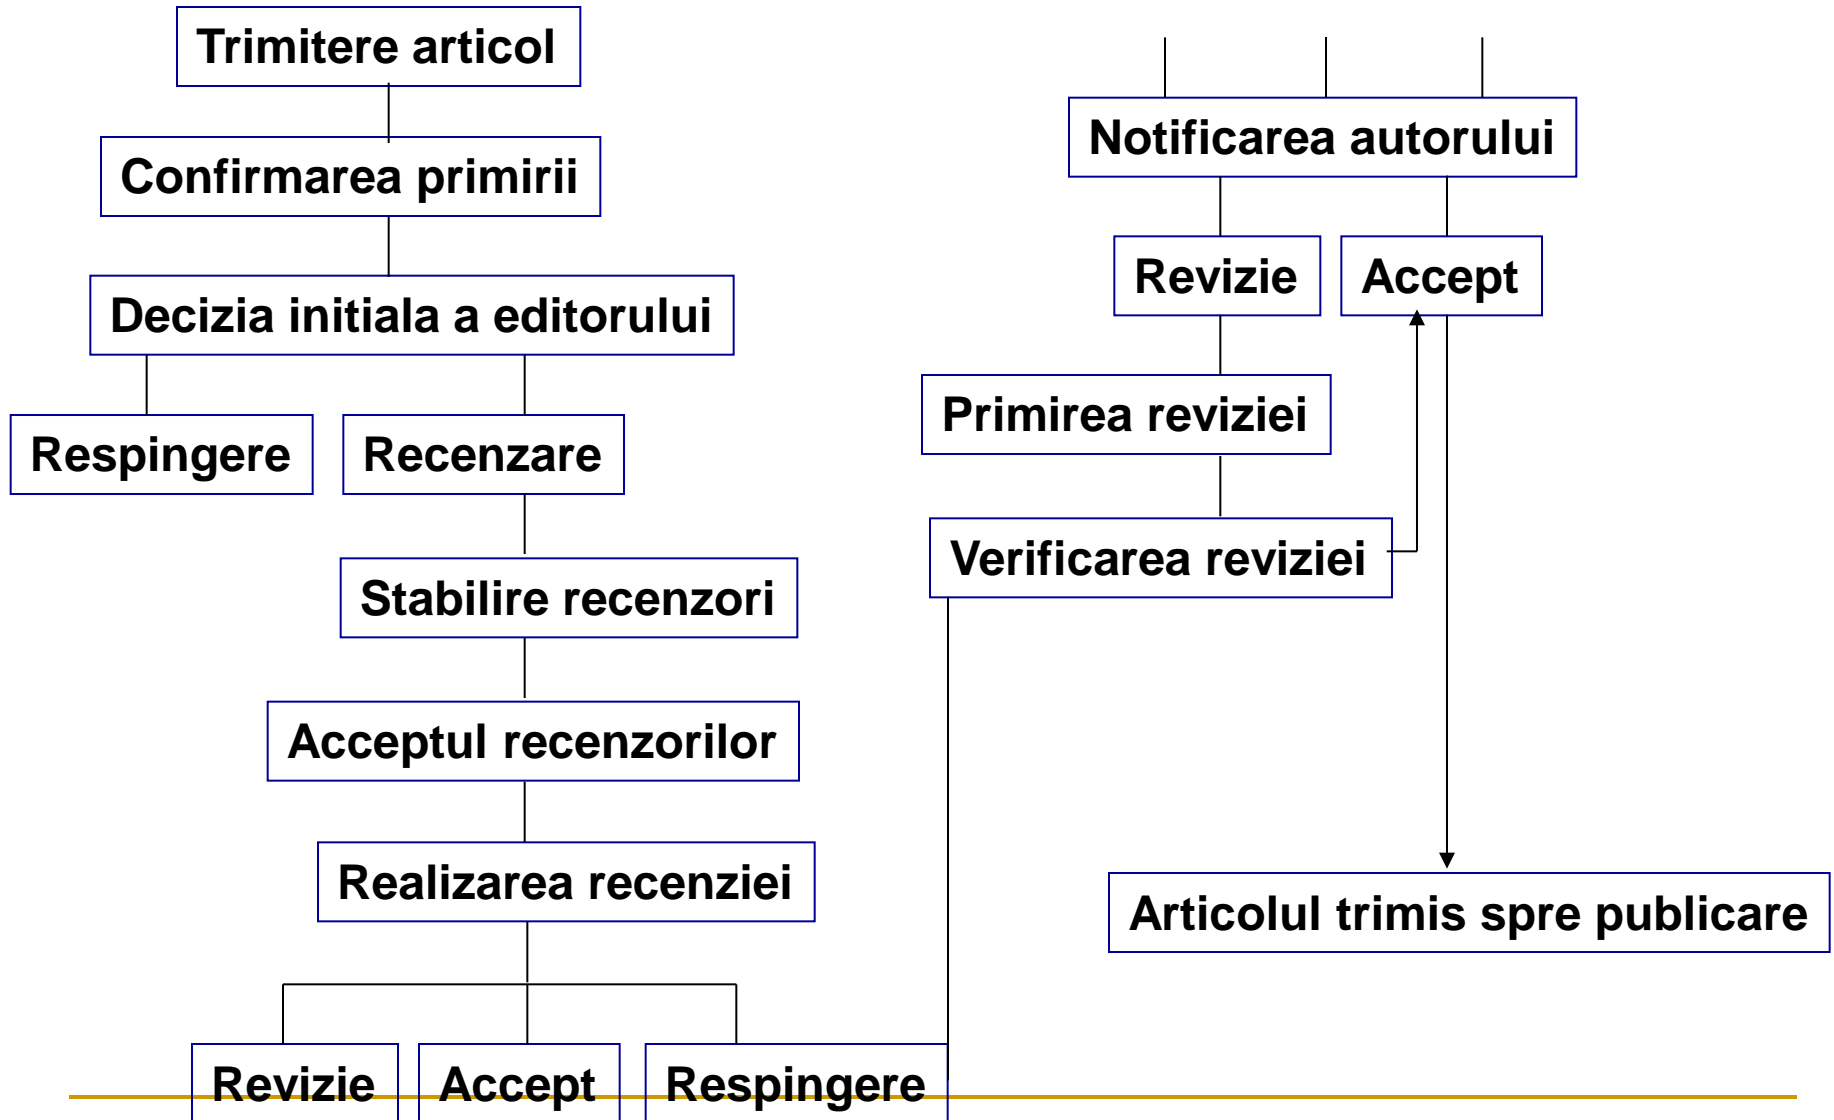 Trimitere articol
Confirmarea primirii
Decizia initiala a editorului
Respingere
Recenzare
Stabilire recenzori
Acceptul recenzorilor
Realizarea recenziei
Revizie
Accept
Respingere
Notificarea autorului
Revizie
Accept
Primirea reviziei
Verificarea reviziei
Articolul trimis spre publicare